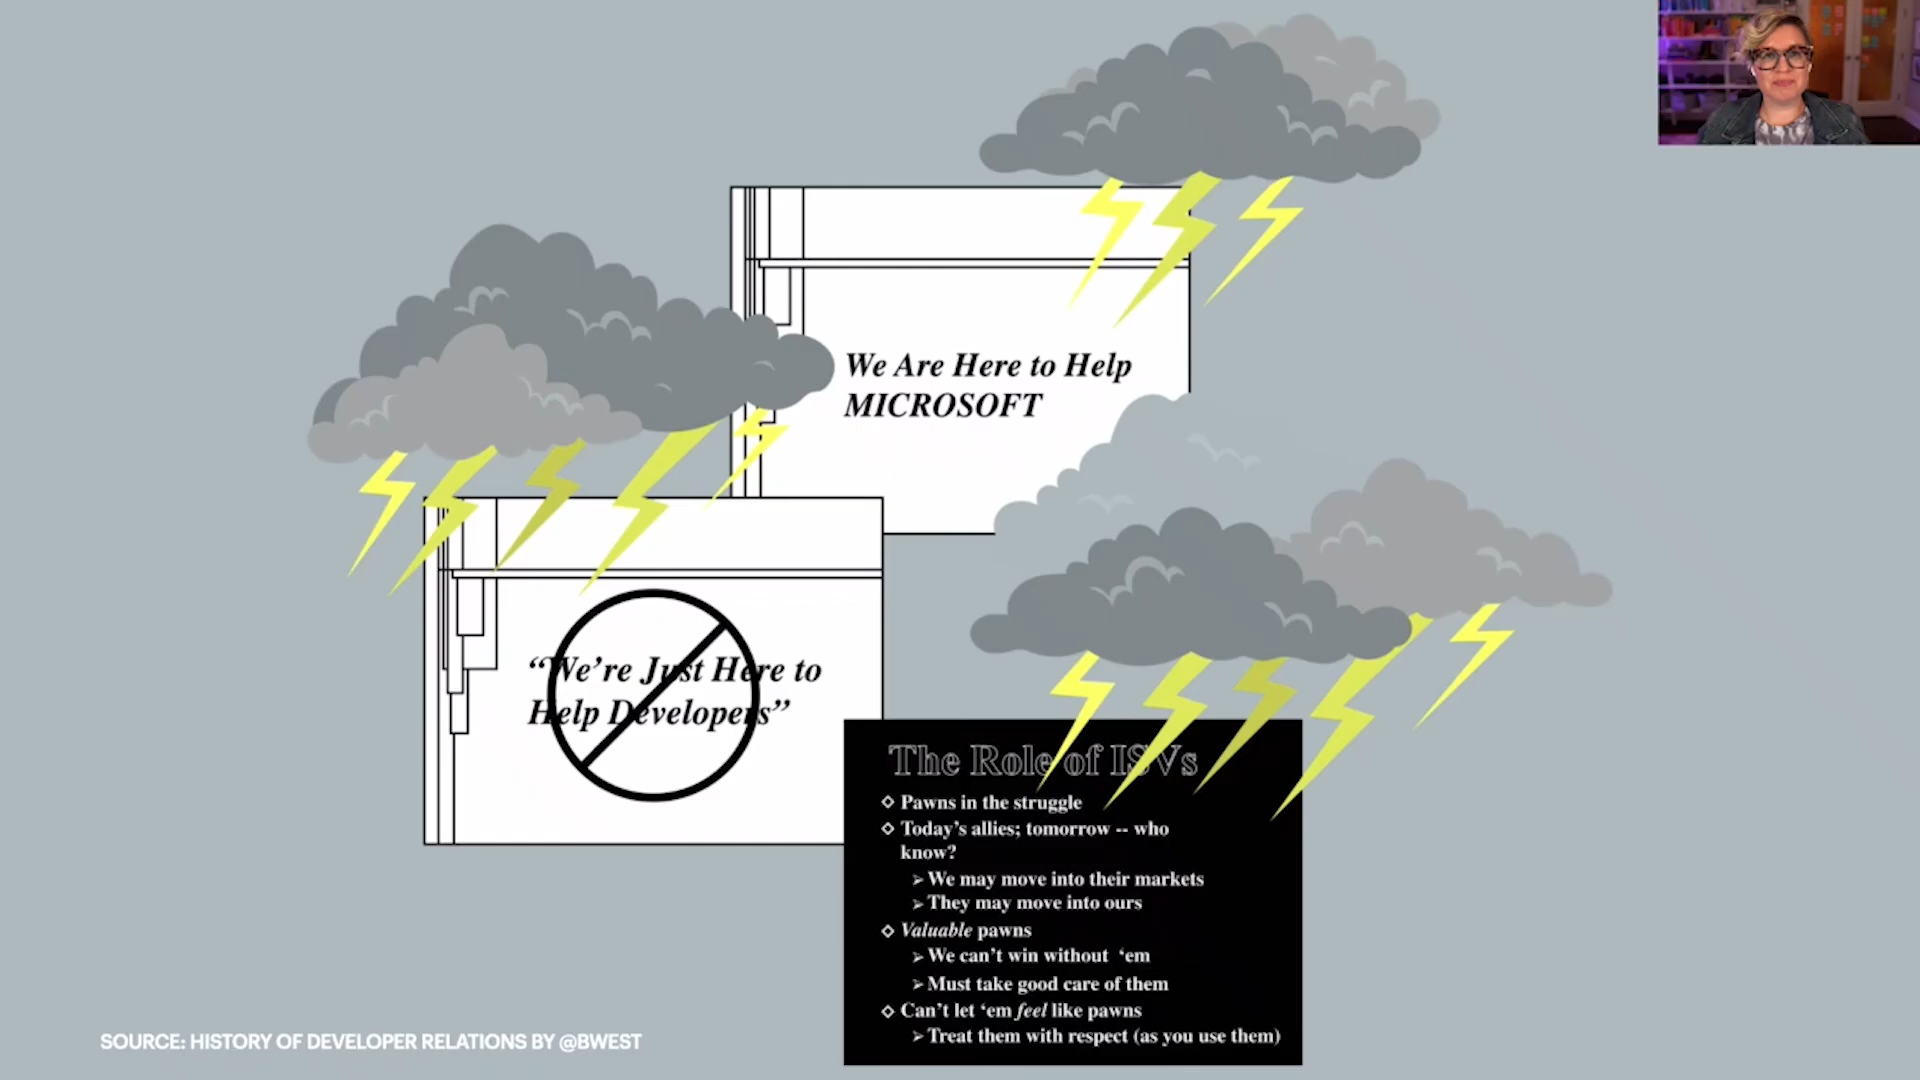 We Are Here to Help
MICROSOFT
“We’re Just Here to
Help Developers”
The Role of ISVs
Pawns in the struggle
Today’s allies; tomorrow -- who
know?
We may move into their markets
They may move into ours
Valuable pawns
We can’t win without ‘em
Must take good care of them
Can’t let ‘em feel like pawns
Treat them with respect (as you use them)
SOURCE: HISTORY OF DEVELOPER RELATIONS BY @BWEST